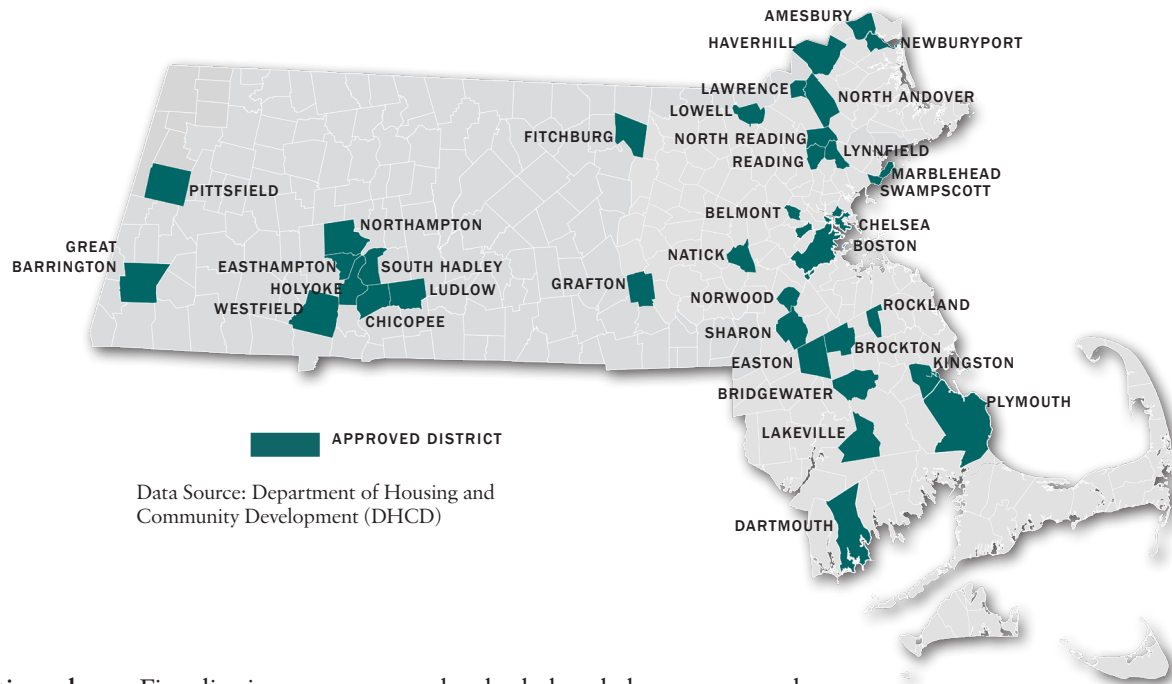 AMESBURY
HAVERHILL
NEWBURYPORT
LAWRENCE
NORTH ANDOVER
LOWELL
FITCHBURG
NORTH READING
LYNNFIELD
READING
MARBLEHEAD
SWAMPSCOTT
PITTSFIELD
BELMONT
CHELSEA
NORTHAMPTON
BOSTON
GREAT
BARRINGTON
NATICK
EASTHAMPTON
SOUTH HADLEY
GRAFTON
HOLYOKE
LUDLOW
NORWOOD
WESTFIELD
ROCKLAND
CHICOPEE
SHARON
BROCKTON
EASTON
KINGSTON
BRIDGEWATER
PLYMOUTH
LAKEVILLE
APPROVED DISTRICT
Data Source: Department of Housing and
Community Development (DHCD)
DARTMOUTH